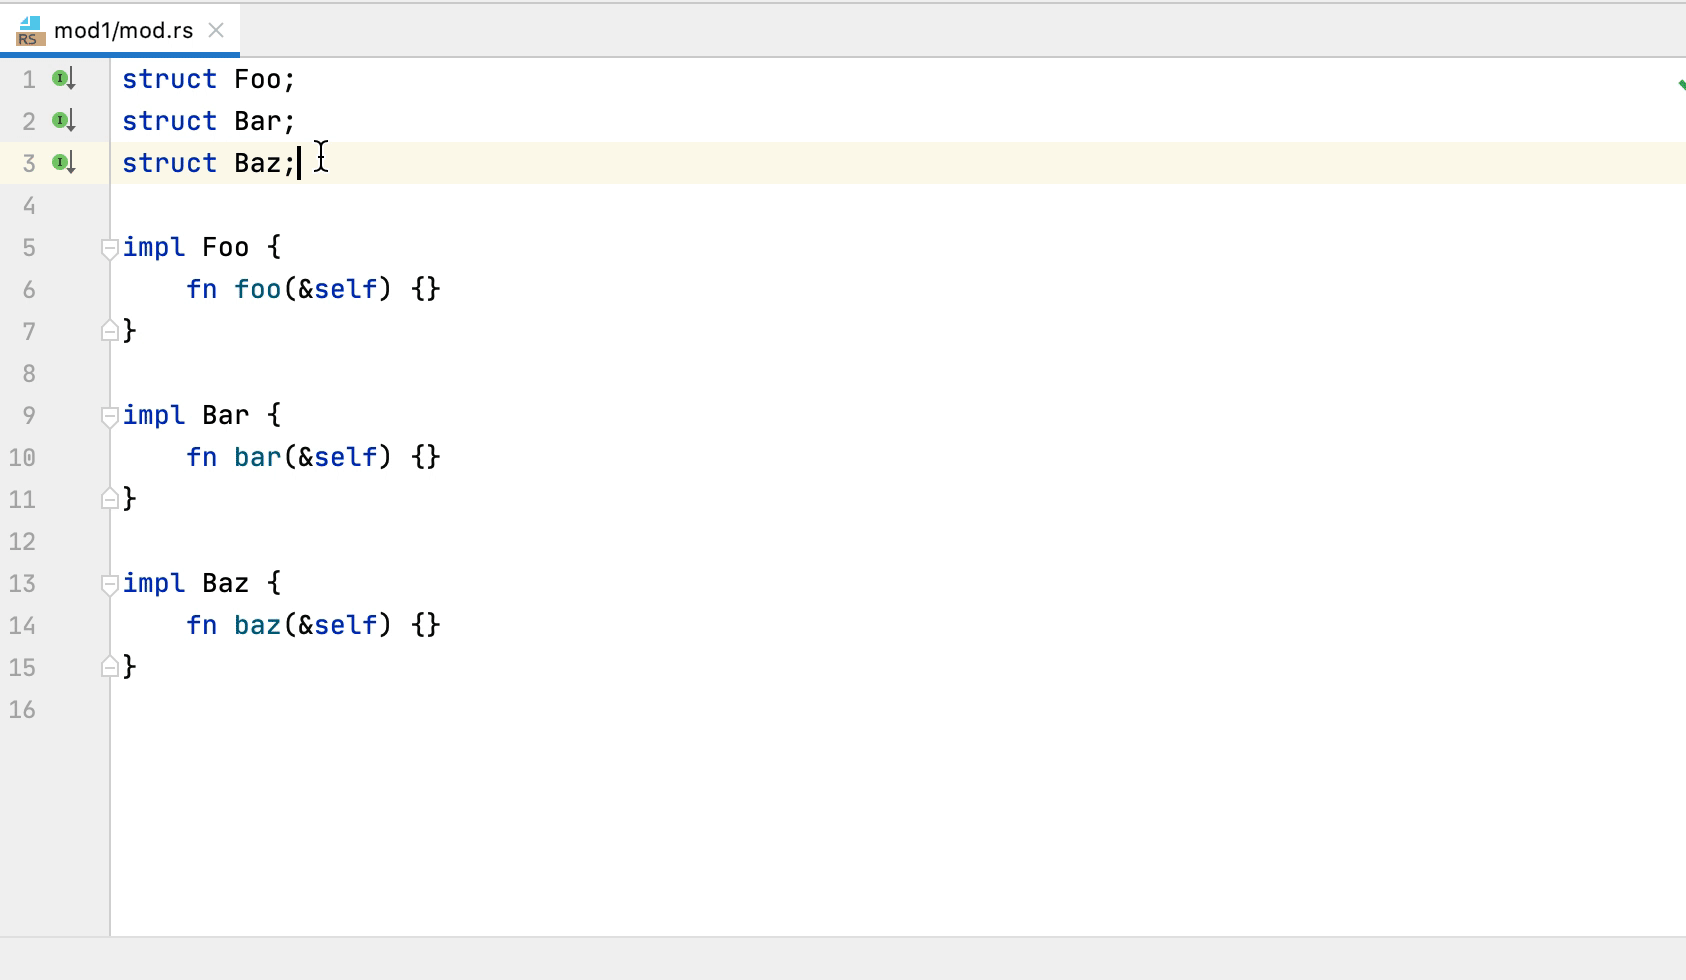 mod1/mod.rs
1 struct Foo;
2 struct Bar;
3 struct Baz;
4
5 impl Foo {
6     fn foo(&self) {}
7 }
8
9 impl Bar {
10     fn bar(&self) {}
11 }
12
13 impl Baz {
14     fn baz(&self) {}
15 }
16